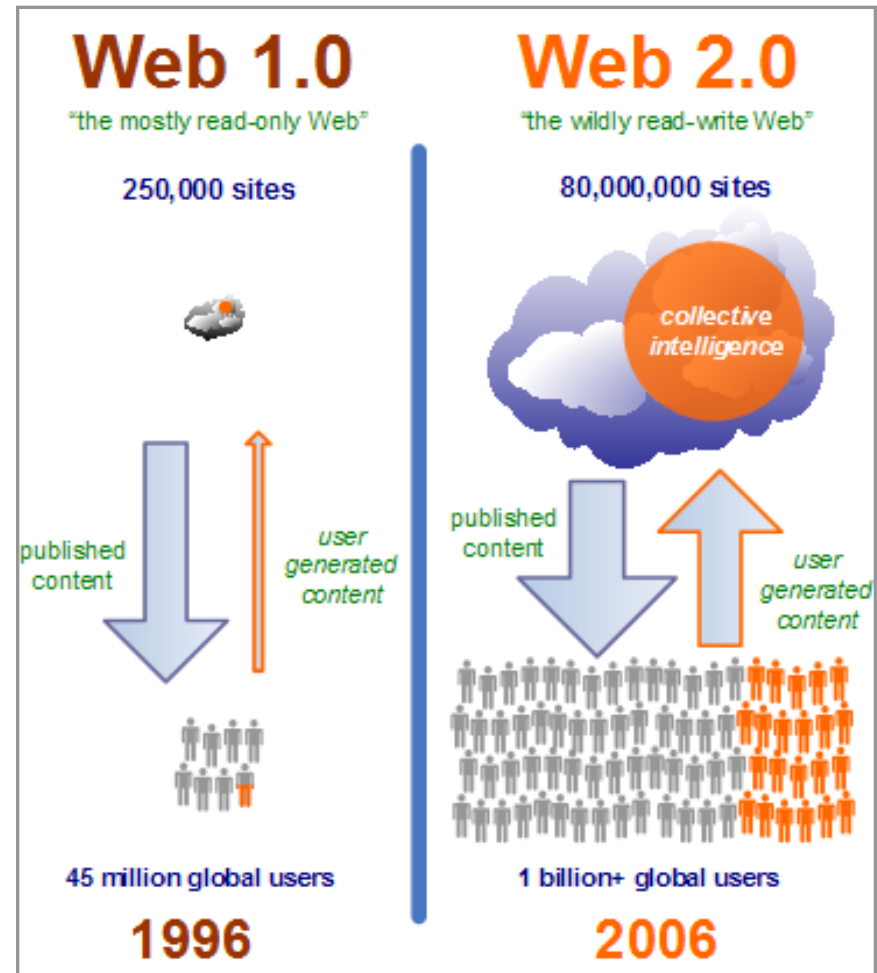 Web 1.0
“the mostly read-only Web”
250,000 sites
published
content
user
generated
content
45 million global users
1996
Web 2.0
“the wildly read-write Web”
80,000,000 sites
collective
intelligence
published
content
user
generated
content
1 billion+ global users
2006